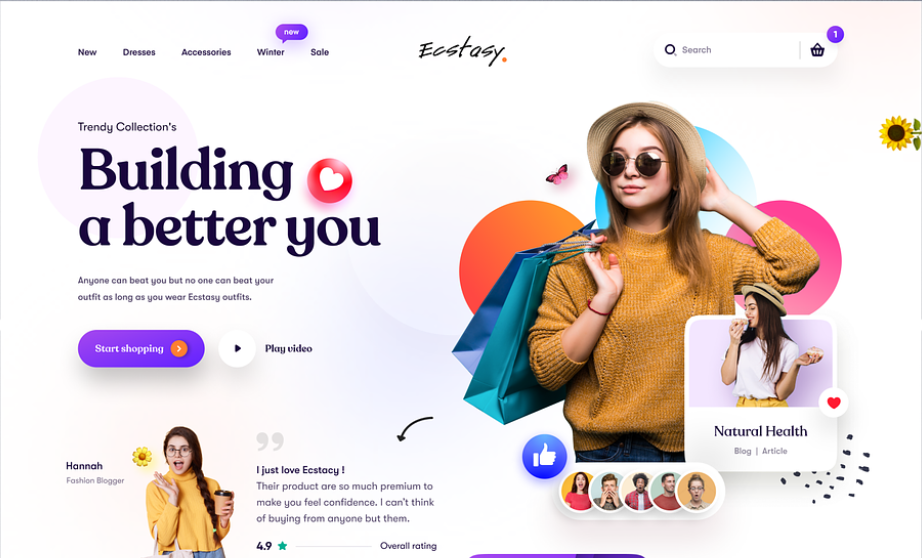 new
New Dresses Accessories Winter Sale
Ecstasy.
Search
1
Trendy Collection's
Building
a better you
Anyone can beat you but no one can beat your
outfit as long as you wear Ecstasy outfits.
Start shopping
Play video
Natural Health
Blog | Article
Hannah
Fashion Blogger
I just love Ecstacy !
Their product are so much premium to
make you feel confidence. I can't think
of buying from anyone but them.
4.9
Overall rating